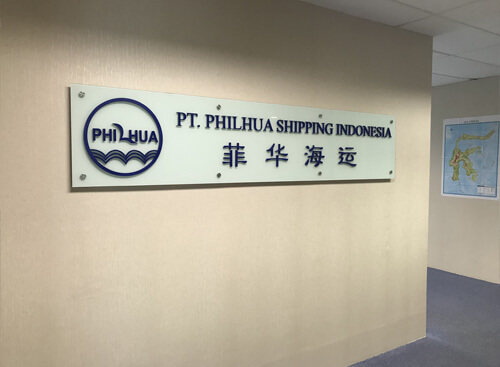 PHILHUA
PT. PHILHUA SHIPPING INDONESIA
菲华海运